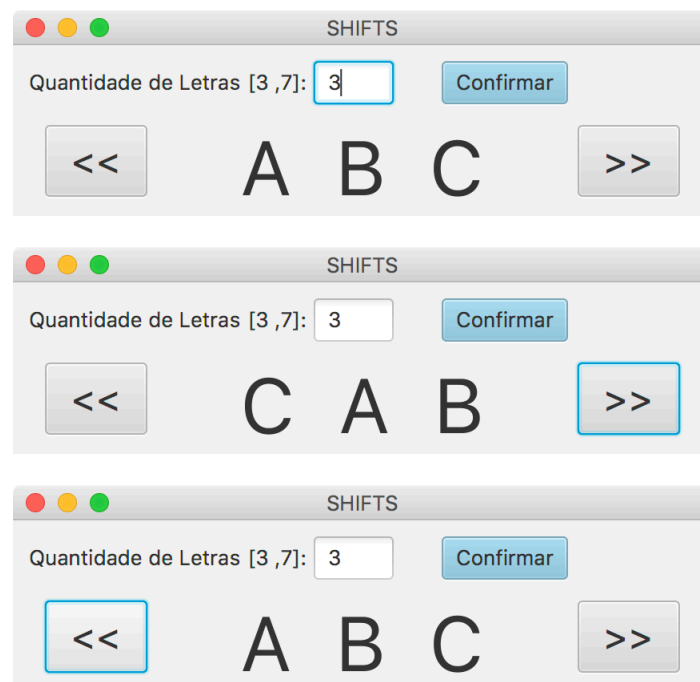 SHIFTS
Quantidade de Letras [3 ,7]: 3 Confirmar
<< A B C >>
SHIFTS
Quantidade de Letras [3 ,7]: 3 Confirmar
<< C A B >>
SHIFTS
Quantidade de Letras [3 ,7]: 3 Confirmar
<< A B C >>